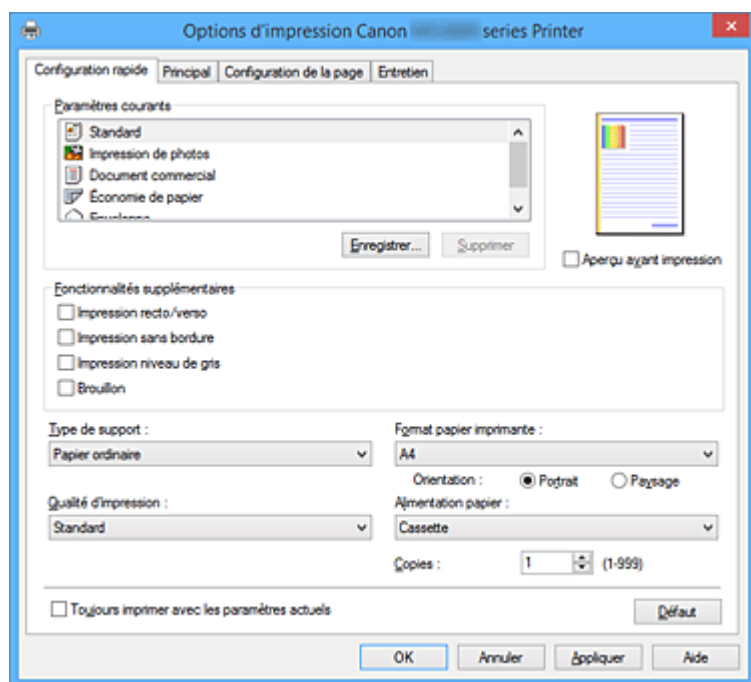 Options d'impression Canon series Printer
Configuration rapide Principal Configuration de la page Entretien
Paramètres courants
Standard
Impression de photos
Document commercial
Économie de papier
Enregistrer... Supprimer
Aperçu avant impression
Fonctionnalités supplémentaires
Impression recto/verso
Impression sans bordure
Impression niveau de gris
Brouillon
Type de support : Format papier imprimante :
Papier ordinaire A4
Orientation : Portrait Paysage
Qualité d'impression : Alimentation papier :
Standard Cassette
Copies : 1 (1-999)
Toujours imprimer avec les paramètres actuels Défaut
OK Annuler Appliquer Aide